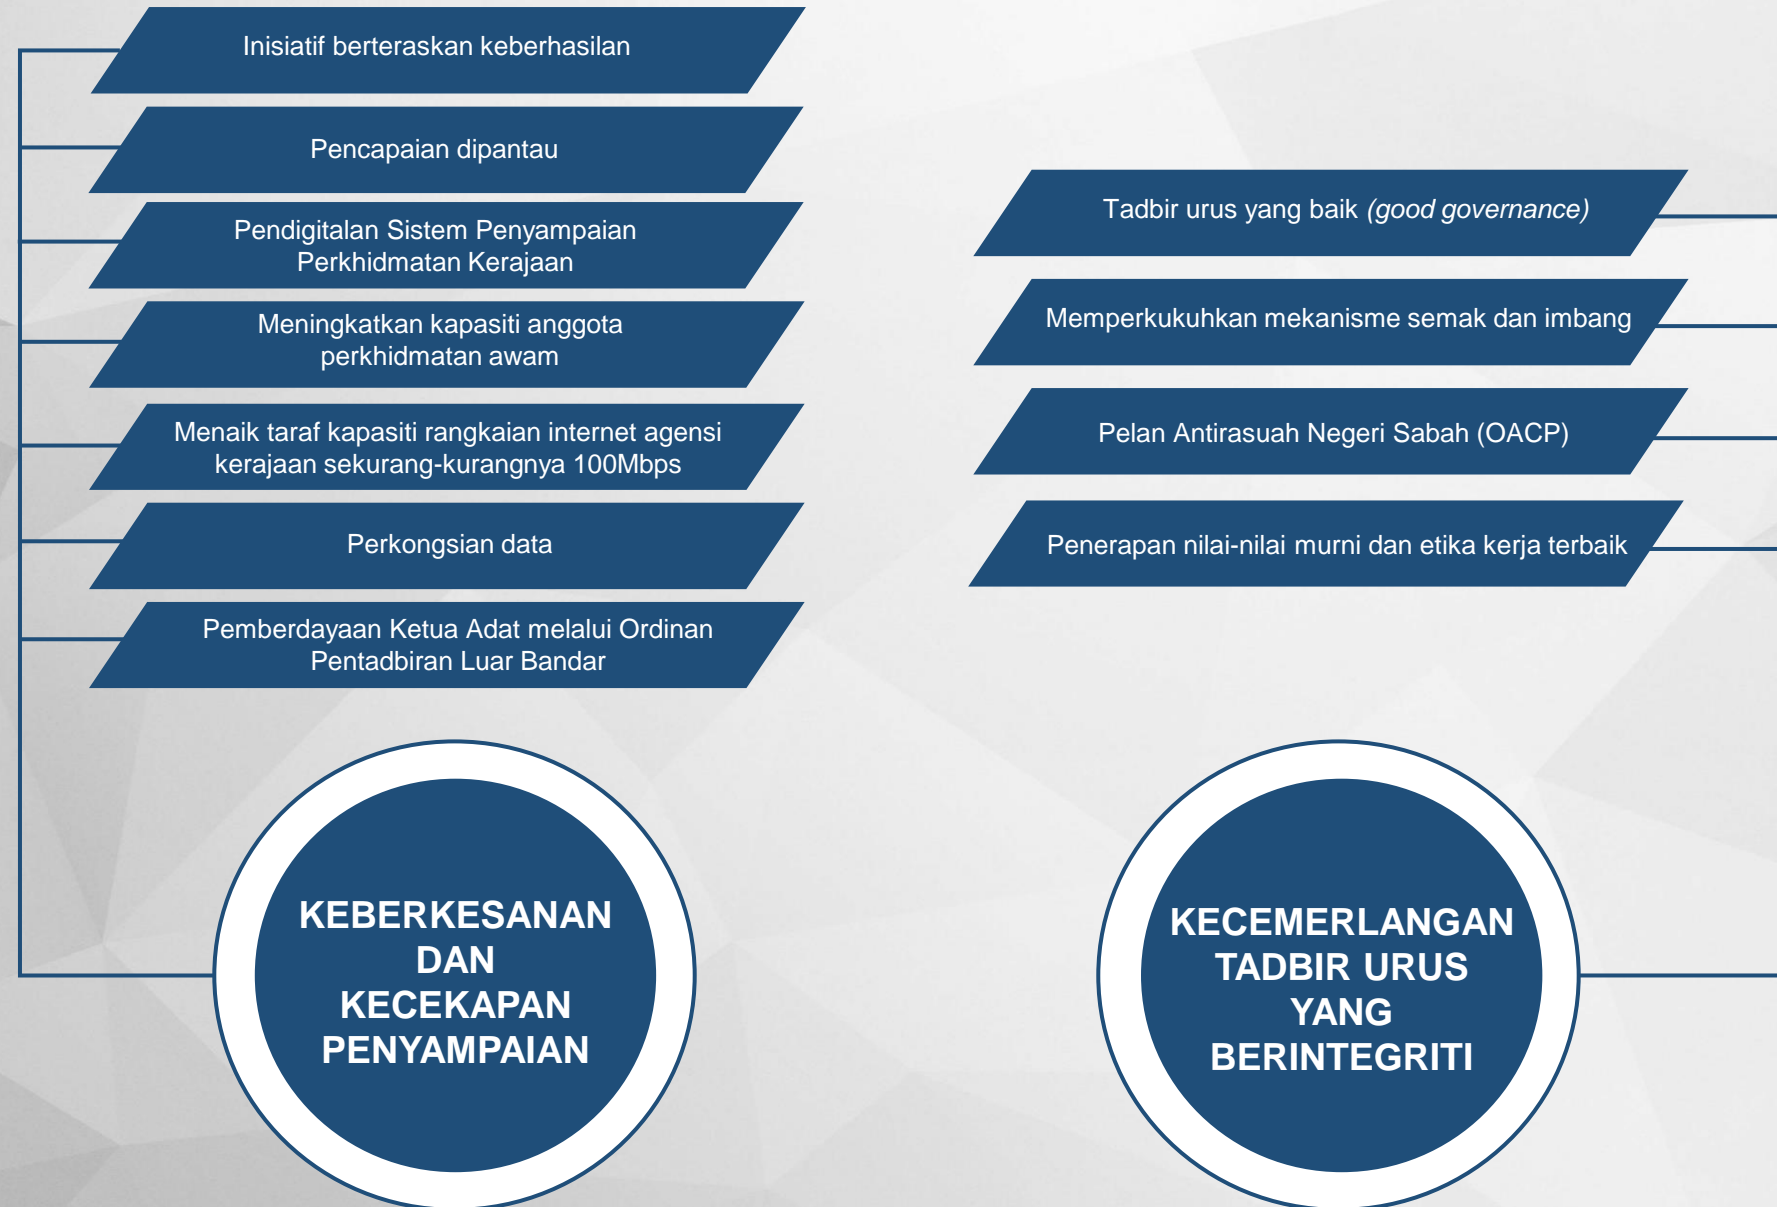 Inisiatif berteraskan keberhasilan
Pencapaian dipantau
Pendigitalan Sistem Penyampaian
Perkhidmatan Kerajaan
Meningkatkan kapasiti anggota
perkhidmatan awam
Menaik taraf kapasiti rangkaian internet agensi
kerajaan sekurang-kurangnya 100Mbps
Perkongsian data
Pemberdayaan Ketua Adat melalui Ordinan
Pentadbiran Luar Bandar
KEBERKESANAN
DAN
KECEKAPAN
PENYAMPAIAN
Tadbir urus yang baik (good governance)
Memperkukuhkan mekanisme semak dan imbang
Pelan Antirasuah Negeri Sabah (OACP)
Penerapan nilai-nilai murni dan etika kerja terbaik
KECEMERLANGAN
TADBIR URUS
YANG
BERINTEGRITI